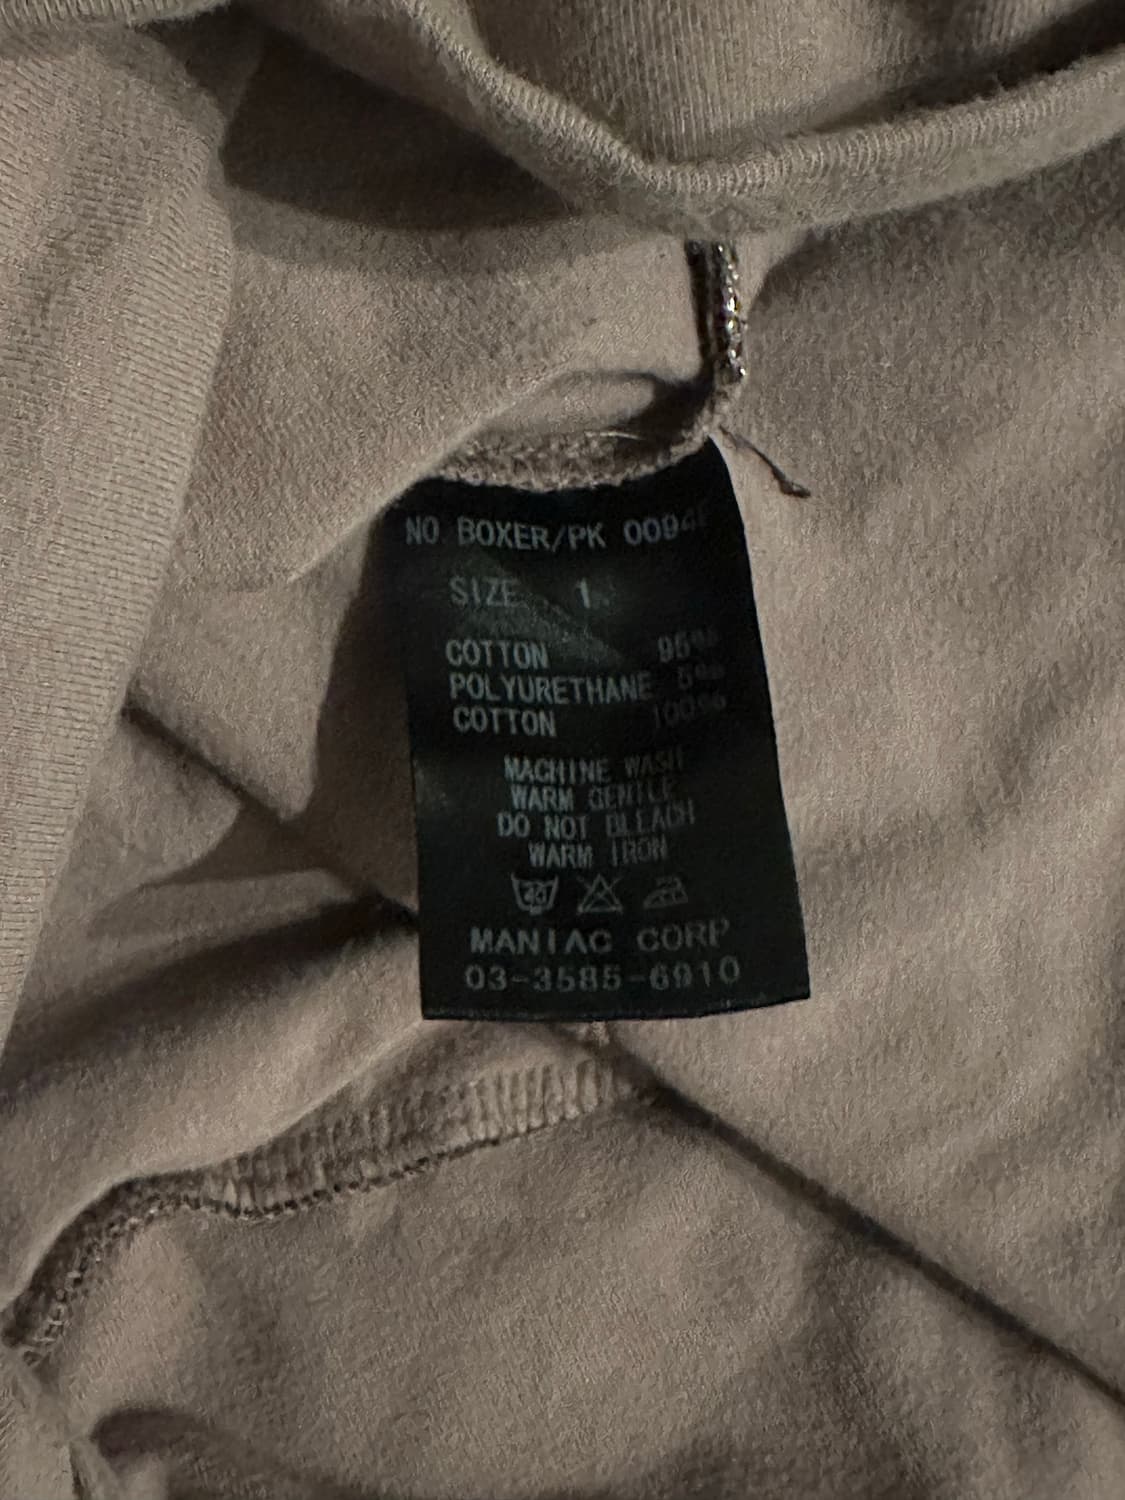 NO BOXER/PK
SIZE 1
COTTON 95%
POLYURETHANE 5%
COTTON 100%
MACHINE WASH
WARM GENTLE
DO NOT BLEACH
WARM IRON
MANIAC CORP
03-3585-6910